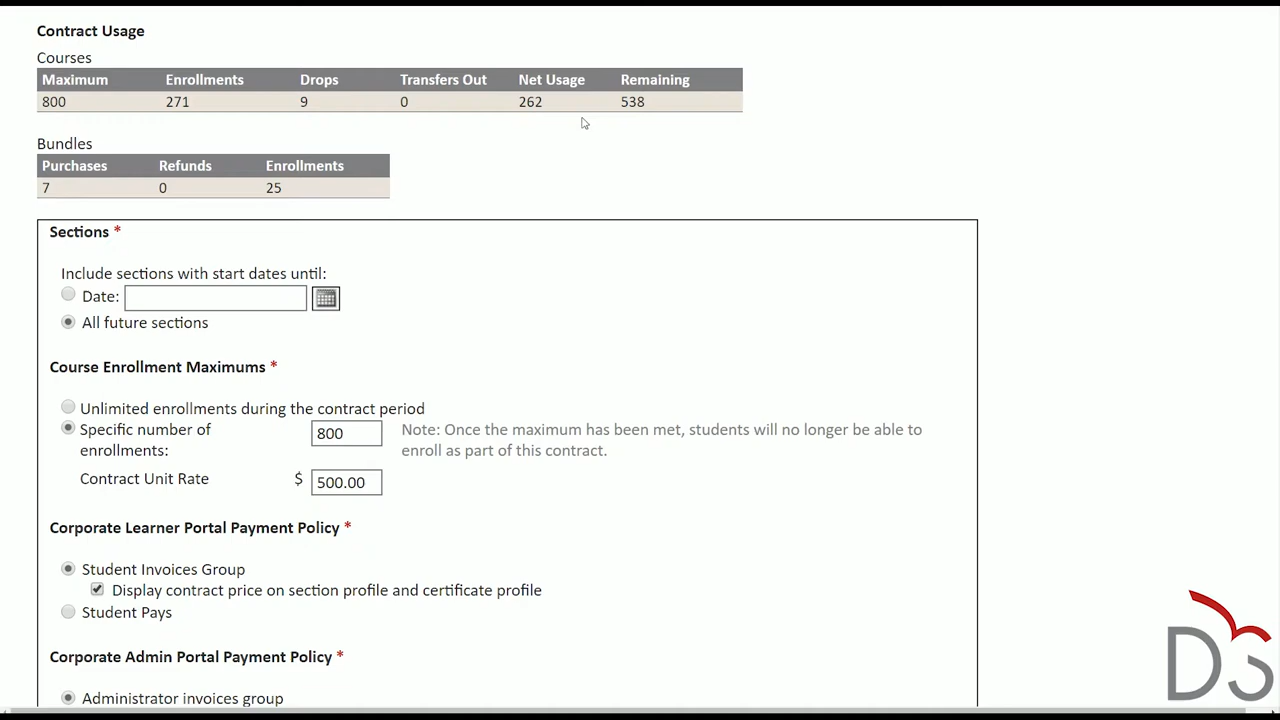 Contract Usage
Courses
Maximum Enrollments Drops Transfers Out Net Usage Remaining
800 271 9 0 262 538
Bundles
Purchases Refunds Enrollments
7 0 25
Sections *
Include sections with start dates until:
Date:
All future sections
Course Enrollment Maximums *
Unlimited enrollments during the contract period
Specific number of enrollments: 800 Note: Once the maximum has been met, students will no longer be able to
enroll as part of this contract.
Contract Unit Rate $ 500.00
Corporate Learner Portal Payment Policy *
Student Invoices Group
Display contract price on section profile and certificate profile
Student Pays
Corporate Admin Portal Payment Policy *
Administrator invoices group
D3